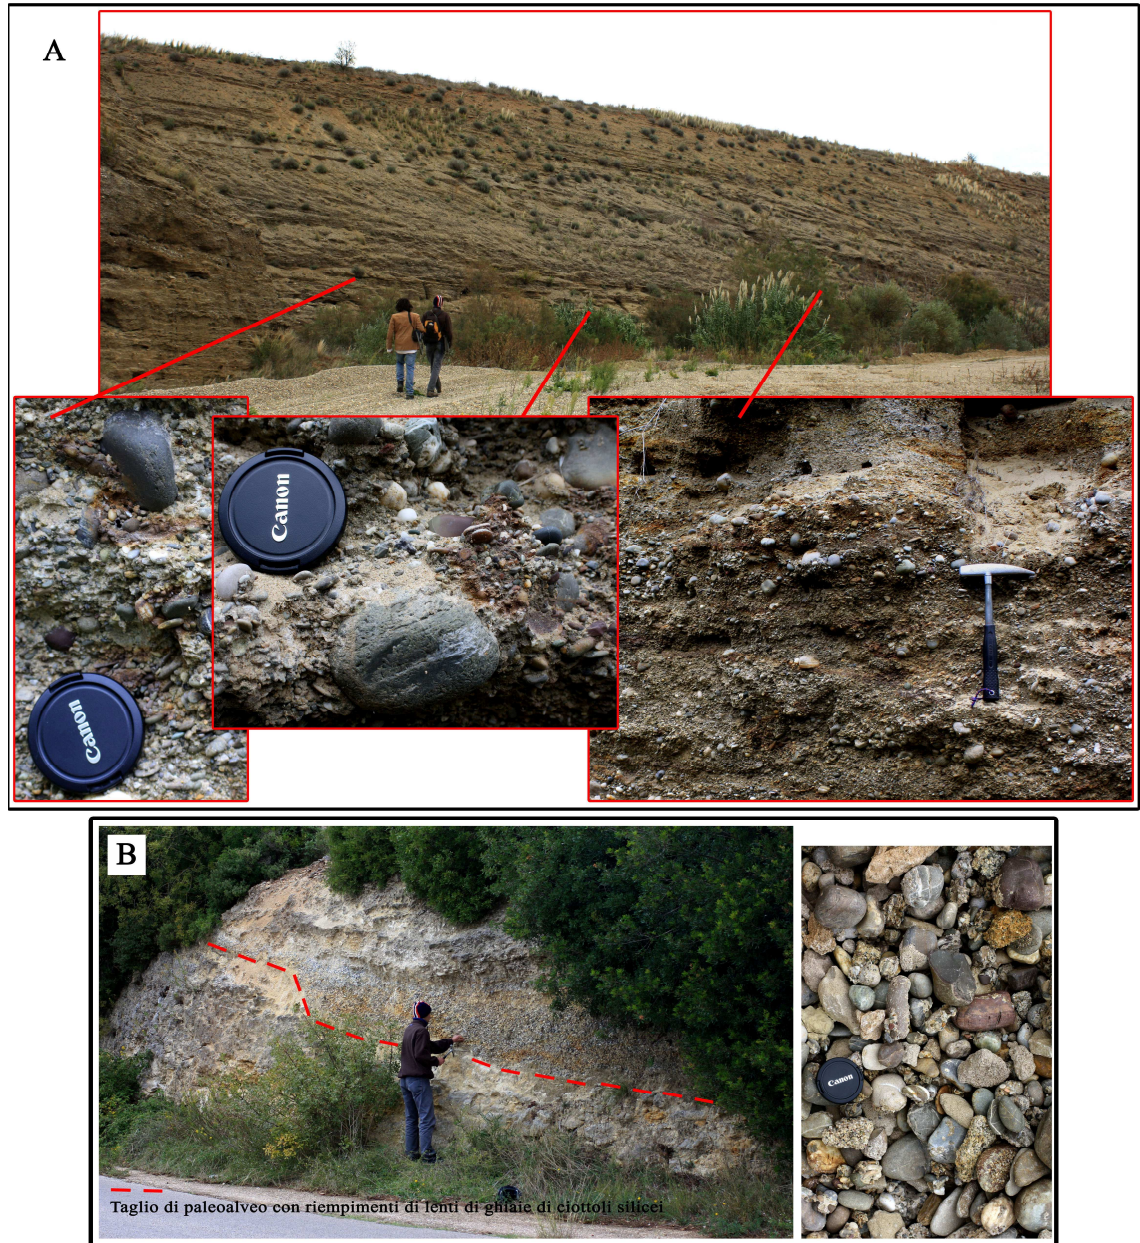 A
Canon
Canon
B
Canon
Taglio di paleoalveo con riempimenti di lenti di ghiaie di ciottoli silicei